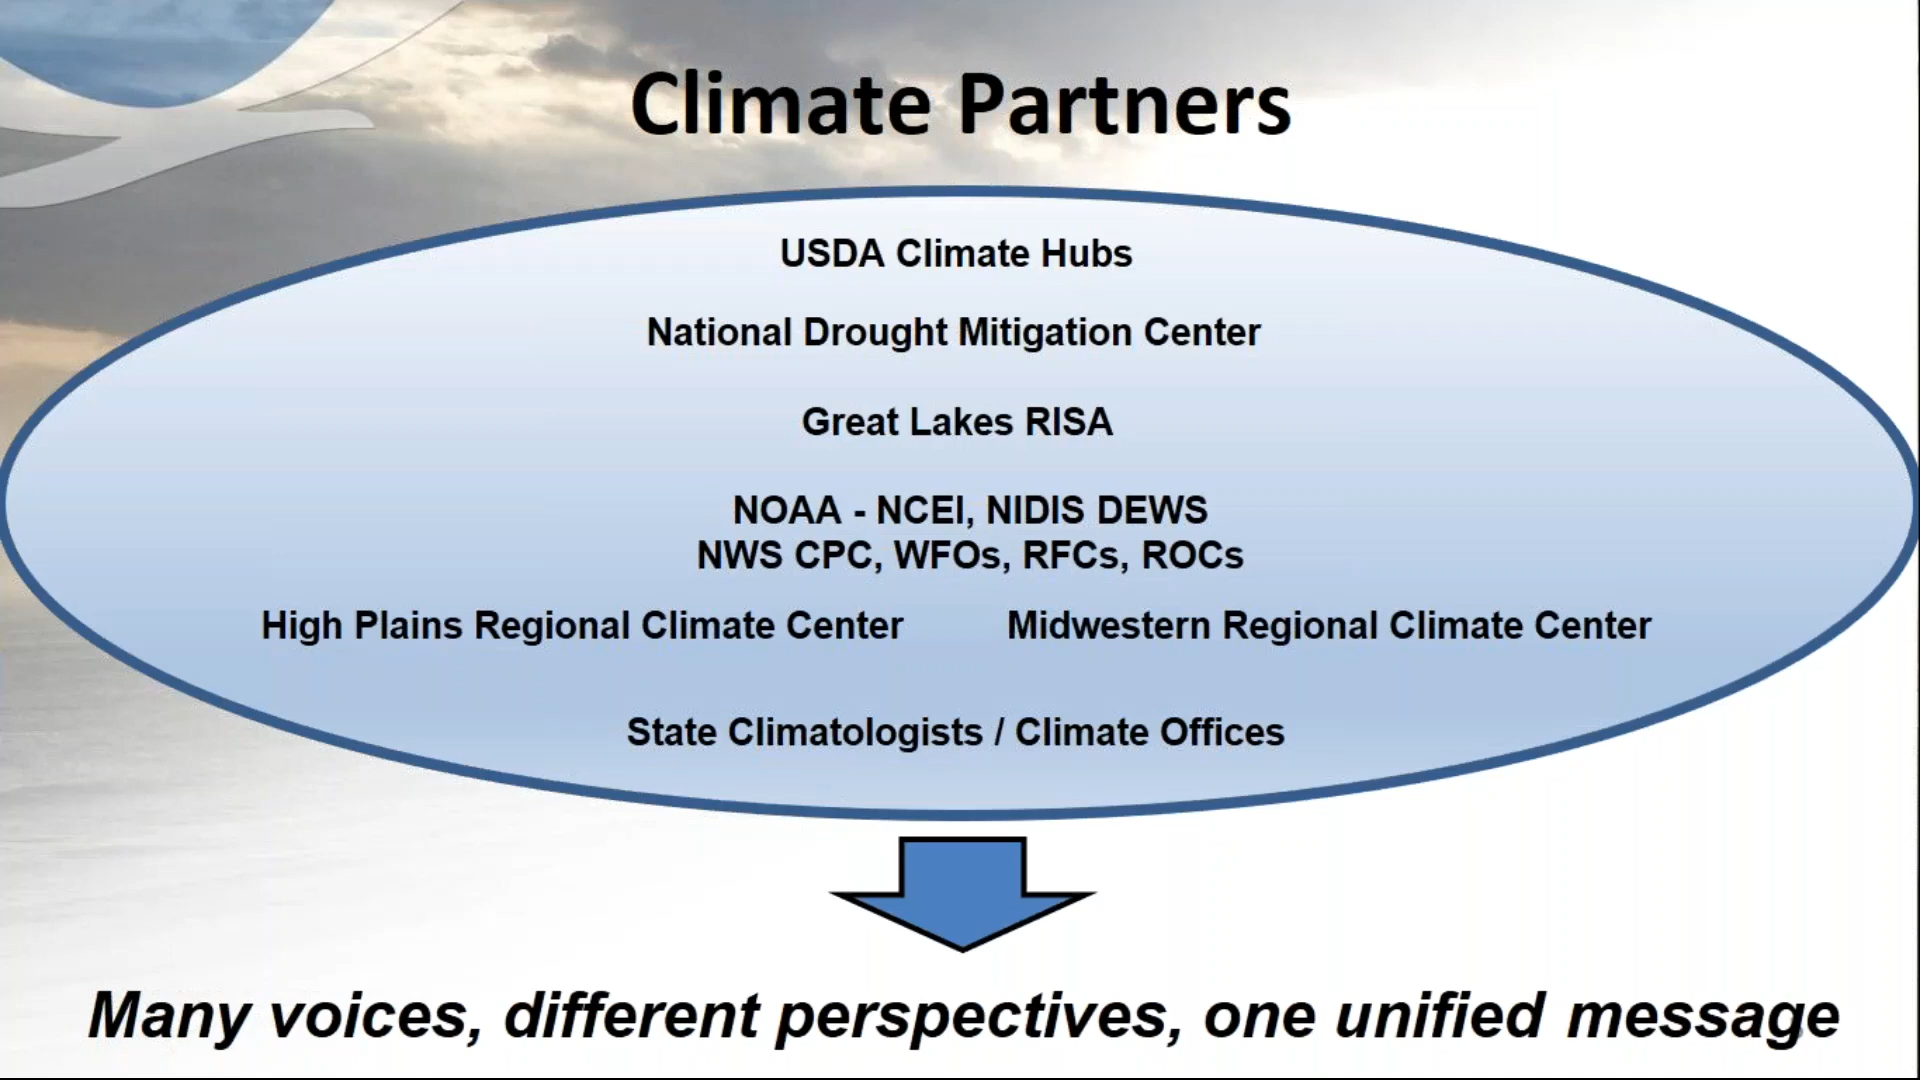 Climate Partners
USDA Climate Hubs
National Drought Mitigation Center
Great Lakes RISA
NOAA - NCEI, NIDIS DEWS
NWS CPC, WFOs, RFCs, ROCs
High Plains Regional Climate Center
Midwestern Regional Climate Center
State Climatologists / Climate Offices
Many voices, different perspectives, one unified message